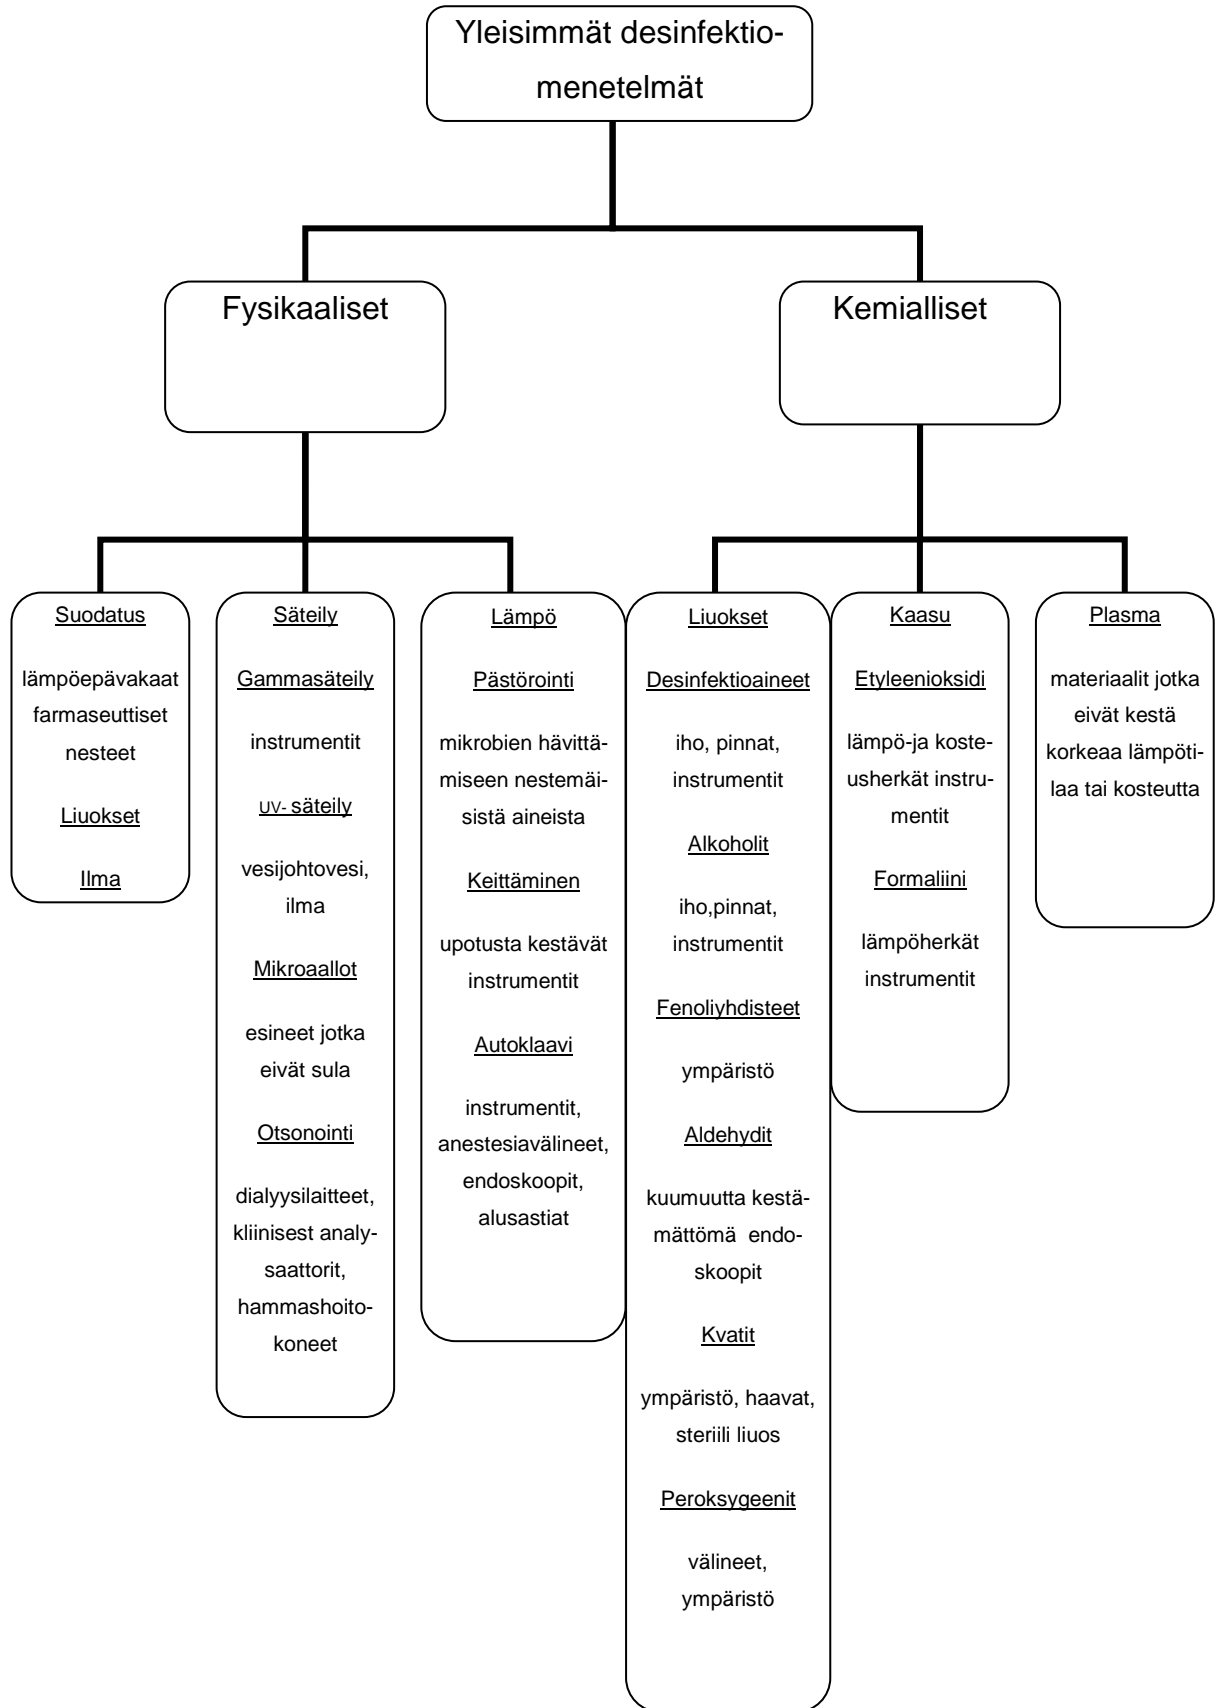 Yleisimmät desinfektio-
menetelmät
Fysikaaliset
Kemialliset
Suodatus
lämpöepävakaat
farmaseuttiset
nesteet
Liuokset
Ilma
Säteily
Gammasäteily
instrumentit
UV- säteily
vesijohtovesi,
ilma
Mikroaallot
esineet jotka
eivät sula
Otsonointi
dialyysilaitteet,
kliinisest analy-
saattorit,
hammashoito-
koneet
Lämpö
Pästörointi
mikrobien hävittä-
miseen nestemäi-
sistä aineista
Keittäminen
upotusta kestävät
instrumentit
Autoklaavi
instrumentit,
anestesiavälineet,
endoskoopit,
alusastiat
Liuokset
Desinfektioaineet
iho, pinnat,
instrumentit
Alkoholit
iho,pinnat,
instrumentit
Fenoliyhdisteet
ympäristö
Aldehydit
kuumuutta kestä-
mättömä  endo-
skoopit
Kvatit
ympäristö, haavat,
steriili liuos
Peroksygeenit
välineet,
ympäristö
Kaasu
Etyleenioksidi
lämpö-ja koste-
usherkät instru-
mentit
Formaliini
lämpöherkät
instrumentit
Plasma
materiaalit jotka
eivät kestä
korkeaa lämpöti-
laa tai kosteutta